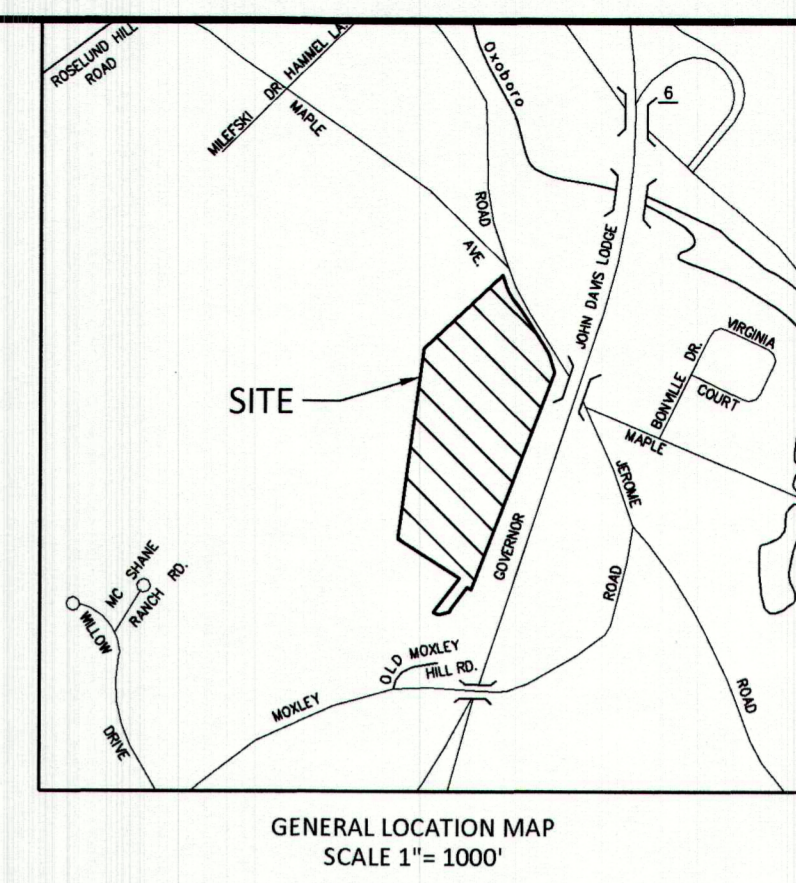 ROSELUND HILL
ROAD
MILEFSKI DR.
HAMMEL LA.
MAPLE
AVE.
ROAD
Oxoboro
6
JOHN DAVIS LODGE
VIRGINIA
COURT
BONVILLE DR.
MAPLE
SITE
JEROME
GOVERNOR
ROAD
MC SHANE
RANCH RD.
WILLOW
DRIVE
OLD MOXLEY
HILL RD.
MOXLEY
ROAD
GENERAL LOCATION MAP
SCALE 1"= 1000'